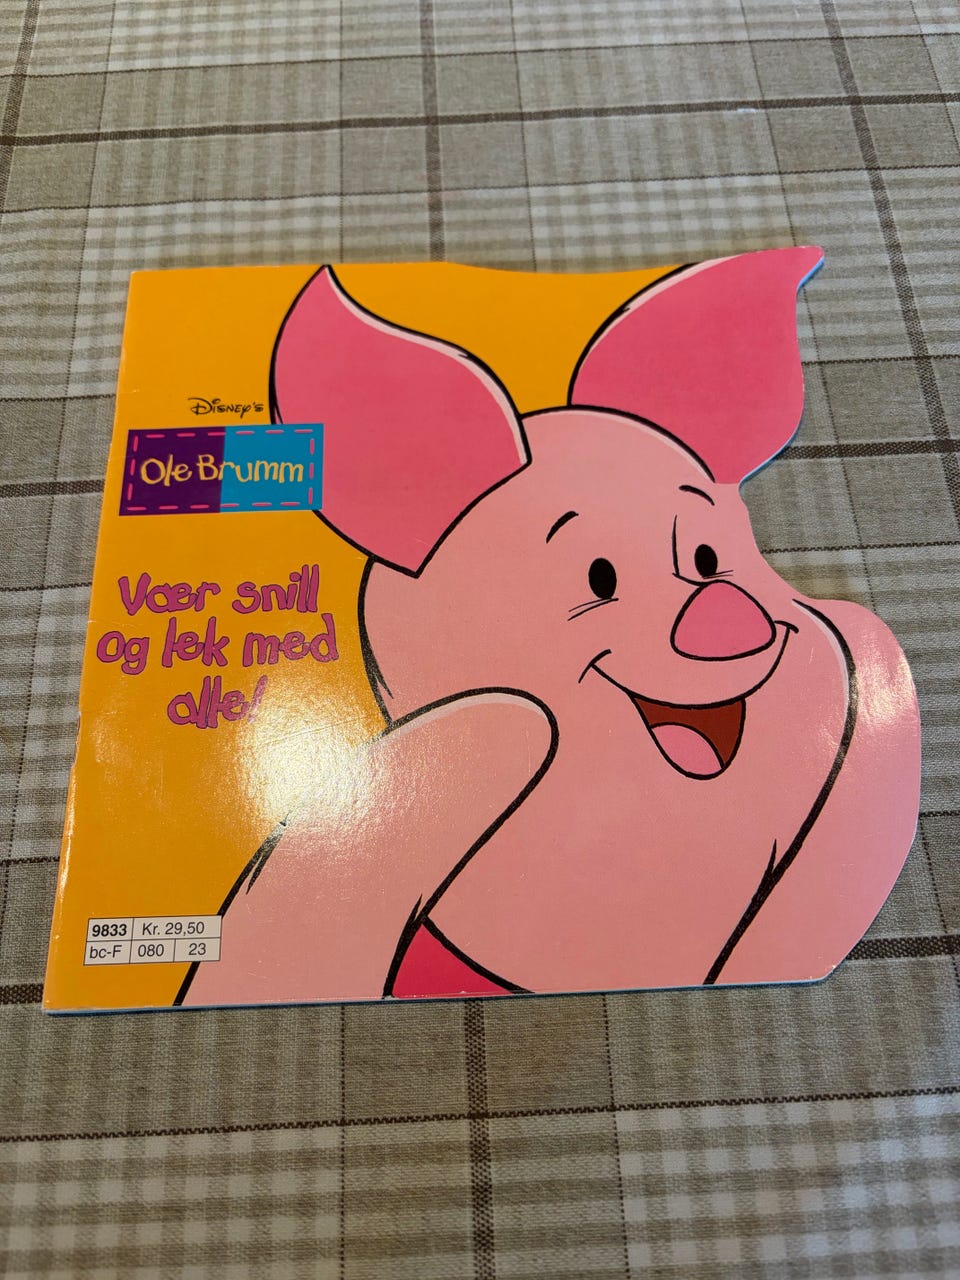 Disney's
Ole Brumm
Vær snill
og lek med
alle!
9833 Kr. 29,50
bc-F 080 23